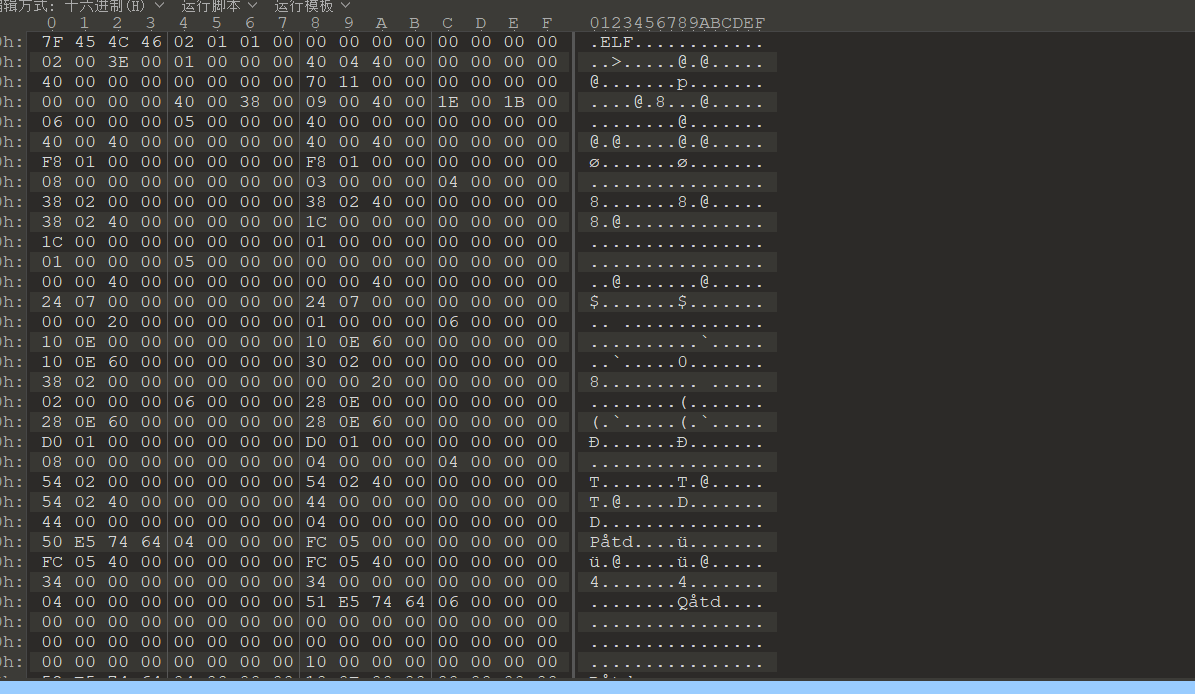 编辑方式: 十六进制(H) 运行脚本 运行模板
0 1 2 3 4 5 6 7 8 9 A B C D E F 0123456789ABCDEF
0h: 7F 45 4C 46 02 01 01 00 00 00 00 00 00 00 00 00 .ELF............
0h: 02 00 3E 00 01 00 00 00 40 04 40 00 00 00 00 00 ..>.....@.@.....
0h: 40 00 00 00 00 00 00 00 70 11 00 00 00 00 00 00 @.......p.......
0h: 00 00 00 00 40 00 38 00 09 00 40 00 1E 00 1B 00 ....@.8...@.....
0h: 06 00 00 00 05 00 00 00 40 00 00 00 00 00 00 00 ........@.......
0h: 40 00 40 00 00 00 00 00 40 00 40 00 00 00 00 00 @.@.....@.@.....
0h: F8 01 00 00 00 00 00 00 F8 01 00 00 00 00 00 00 ø.......ø.......
0h: 08 00 00 00 00 00 00 00 03 00 00 00 04 00 00 00 ................
0h: 38 02 00 00 00 00 00 00 38 02 40 00 00 00 00 00 8.......8.@.....
0h: 38 02 40 00 00 00 00 00 1C 00 00 00 00 00 00 00 8.@.............
0h: 1C 00 00 00 00 00 00 00 01 00 00 00 00 00 00 00 ................
0h: 01 00 00 00 05 00 00 00 00 00 00 00 00 00 00 00 ................
0h: 00 00 40 00 00 00 00 00 00 00 40 00 00 00 00 00 ..@.......@.....
0h: 24 07 00 00 00 00 00 00 24 07 00 00 00 00 00 00 $.......$.......
0h: 00 00 20 00 00 00 00 00 01 00 00 00 06 00 00 00 .. .............
0h: 10 0E 00 00 00 00 00 00 10 0E 60 00 00 00 00 00 ..........`.....
0h: 10 0E 60 00 00 00 00 00 30 02 00 00 00 00 00 00 ..`.....0.......
0h: 38 02 00 00 00 00 00 00 00 00 20 00 00 00 00 00 8......... .....
0h: 02 00 00 00 06 00 00 00 28 0E 00 00 00 00 00 00 ........(.......
0h: 28 0E 60 00 00 00 00 00 28 0E 60 00 00 00 00 00 (.`.....(.`.....
0h: D0 01 00 00 00 00 00 00 D0 01 00 00 00 00 00 00 Ð.......Ð.......
0h: 08 00 00 00 00 00 00 00 04 00 00 00 04 00 00 00 ................
0h: 54 02 00 00 00 00 00 00 54 02 40 00 00 00 00 00 T.......T.@.....
0h: 54 02 40 00 00 00 00 00 44 00 00 00 00 00 00 00 T.@.....D.......
0h: 44 00 00 00 00 00 00 00 04 00 00 00 00 00 00 00 D...............
0h: 50 E5 74 64 04 00 00 00 FC 05 00 00 00 00 00 00 Påtd....ü.......
0h: FC 05 40 00 00 00 00 00 FC 05 40 00 00 00 00 00 ü.@.....ü.@.....
0h: 34 00 00 00 00 00 00 00 34 00 00 00 00 00 00 00 4.......4.......
0h: 04 00 00 00 00 00 00 00 51 E5 74 64 06 00 00 00 ........Qåtd....
0h: 00 00 00 00 00 00 00 00 00 00 00 00 00 00 00 00 ................
0h: 00 00 00 00 00 00 00 00 00 00 00 00 00 00 00 00 ................
0h: 00 00 00 00 00 00 00 00 10 00 00 00 00 00 00 00 ................